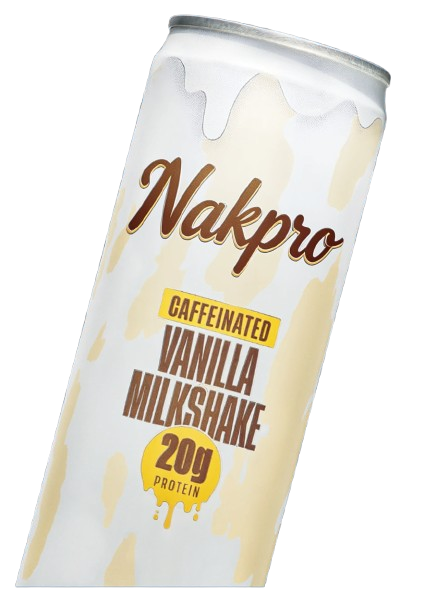 Nakpro
CAFFEINATED
VANILLA
MILKSHAKE
20g
PROTEIN